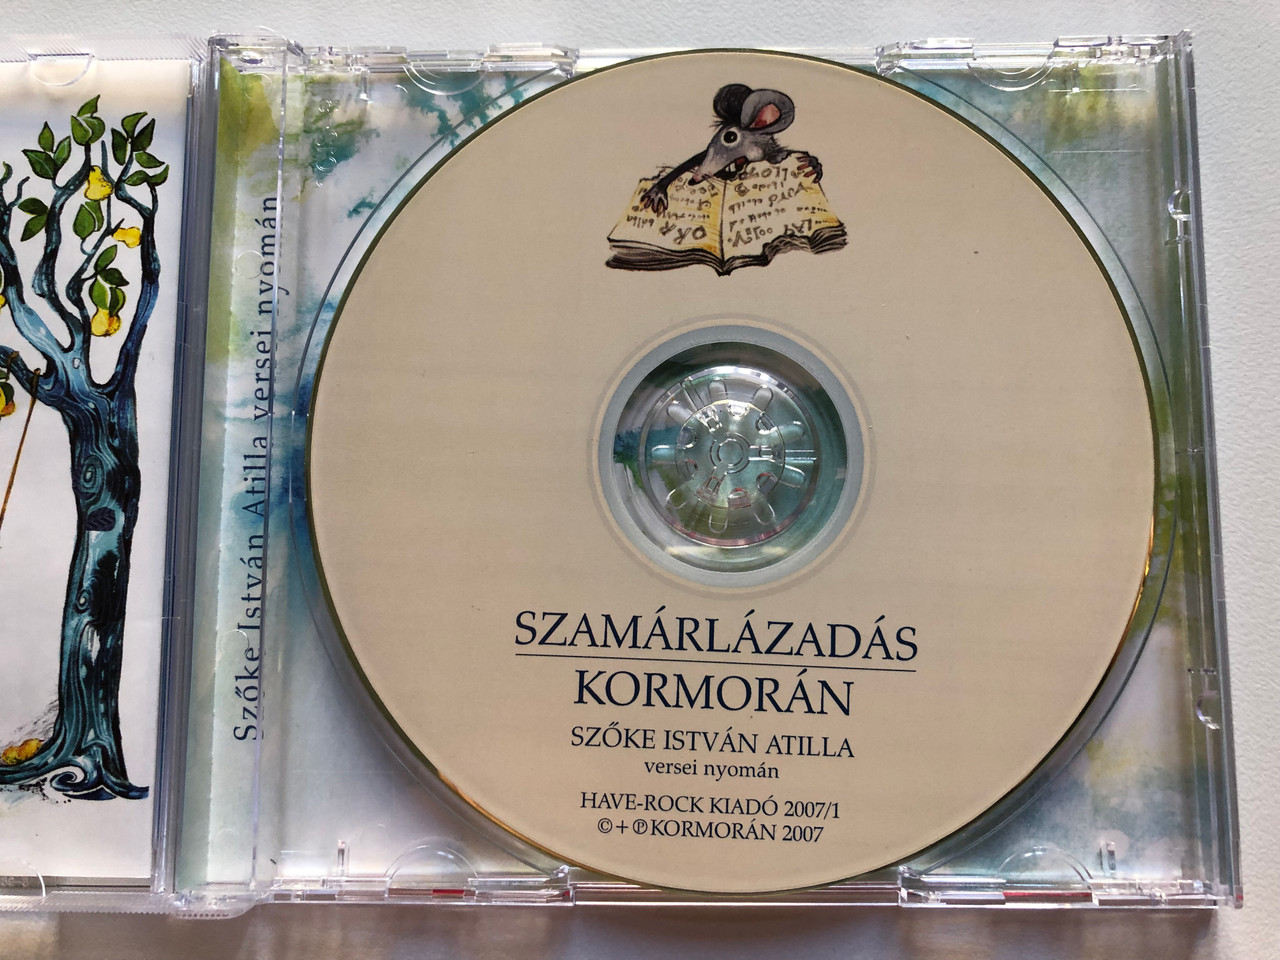 Szőke István Atilla versei nyomán
SZAMÁRLÁZADÁS
KORMORÁN
SZŐKE ISTVÁN ATILLA
versei nyomán
HAVE-ROCK KIADÓ 2007/1
©+℗KORMORÁN 2007